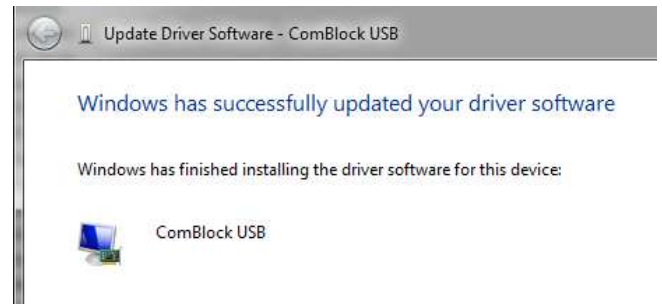 Update Driver Software - ComBlock USB
Windows has successfully updated your driver software
Windows has finished installing the driver software for this device:
ComBlock USB